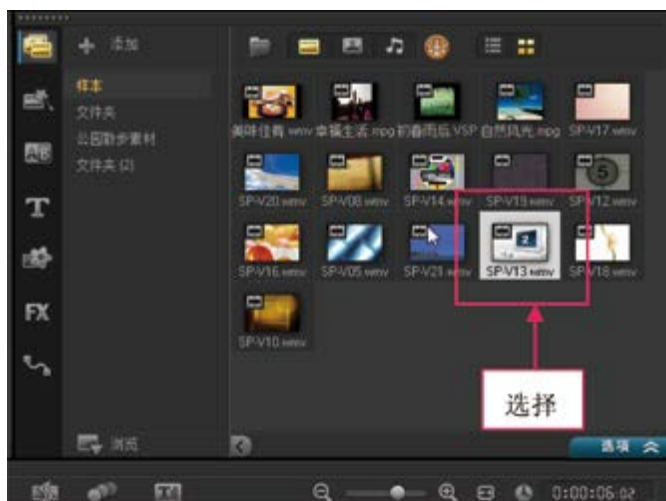 添加
样本
文件夹
公园散步素材
文件夹 (2)
美味佳肴.wmv 幸福生活.mpg 初春雨后.VSP 自然风光.mpg SP-V17.wmv
SP-V20.wmv SP-V08.wmv SP-V14.wmv SP-V19.wmv SP-V12.wmv
SP-V16.wmv SP-V05.wmv SP-V21.wmv SP-V13.wmv SP-V18.wmv
SP-V10.wmv
AB
T
FX
选择
浏览
选项
0:00:06.02